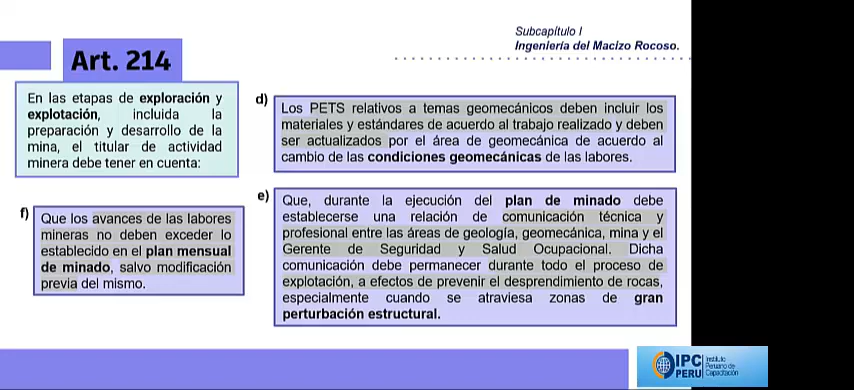 Subcapítulo I
Ingeniería del Macizo Rocoso.
Art. 214
En las etapas de exploración y
explotación, incluida la
preparación y desarrollo de la
mina, el titular de actividad
minera debe tener en cuenta:
d)
Los PETS relativos a temas geomecánicos deben incluir los
materiales y estándares de acuerdo al trabajo realizado y deben
ser actualizados por el área de geomecánica de acuerdo al
cambio de las condiciones geomecánicas de las labores.
e)
Que, durante la ejecución del plan de minado debe
establecerse una relación de comunicación técnica y
profesional entre las áreas de geología, geomecánica, mina y el
Gerente de Seguridad y Salud Ocupacional. Dicha
comunicación debe permanecer durante todo el proceso de
explotación, a efectos de prevenir el desprendimiento de rocas,
especialmente cuando se atraviesa zonas de gran
perturbación estructural.
f)
Que los avances de las labores
mineras no deben exceder lo
establecido en el plan mensual
de minado, salvo modificación
previa del mismo.
IPC
PERU
Instituto
Peruano de
Capacitación